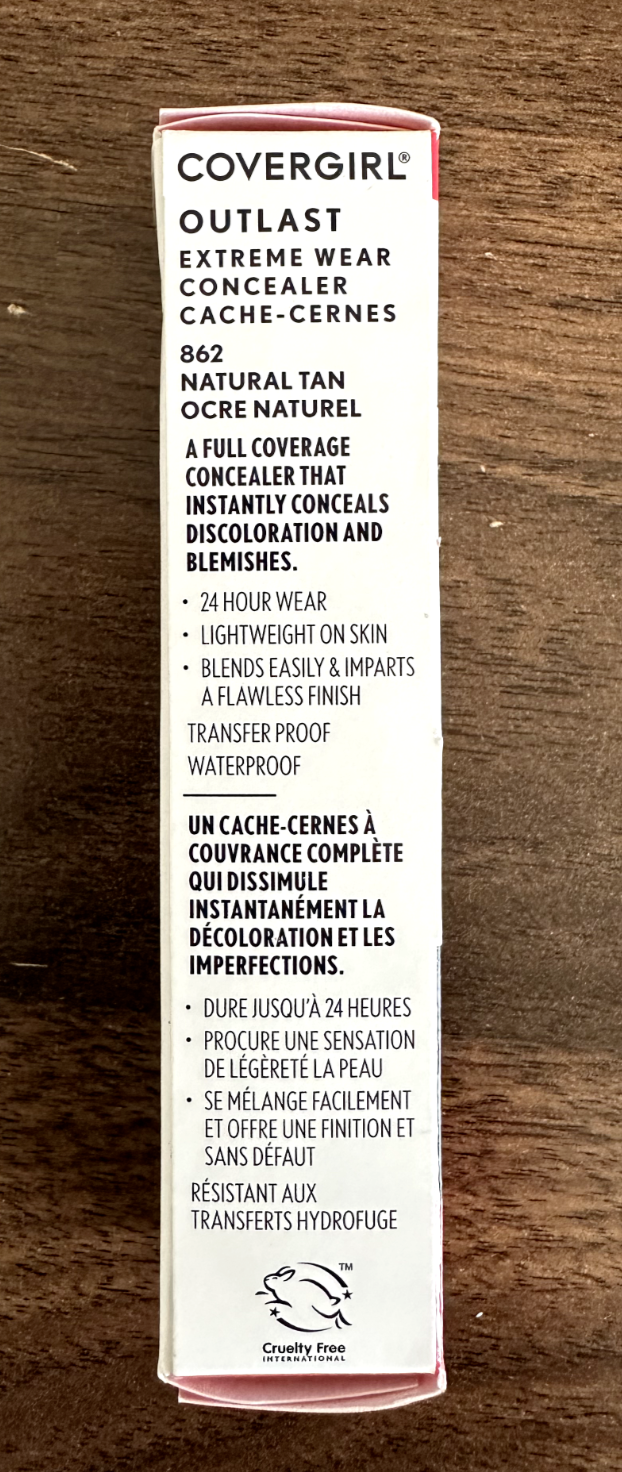 COVERGIRL®
OUTLAST
EXTREME WEAR
CONCEALER
CACHE-CERNES
862
NATURAL TAN
OCRE NATUREL
A FULL COVERAGE
CONCEALER THAT
INSTANTLY CONCEALS
DISCOLORATION AND
BLEMISHES.
• 24 HOUR WEAR
• LIGHTWEIGHT ON SKIN
• BLENDS EASILY & IMPARTS
A FLAWLESS FINISH
TRANSFER PROOF
WATERPROOF
UN CACHE-CERNES À
COUVRANCE COMPLÈTE
QUI DISSIMULE
INSTANTANÉMENT LA
DÉCOLORATION ET LES
IMPERFECTIONS.
• DURE JUSQU'À 24 HEURES
• PROCURE UNE SENSATION
DE LÉGÈRETÉ LA PEAU
• SE MÉLANGE FACILEMENT
ET OFFRE UNE FINITION ET
SANS DÉFAUT
RÉSISTANT AUX
TRANSFERTS HYDROFUGE
TM
Cruelty Free
INTERNATIONAL